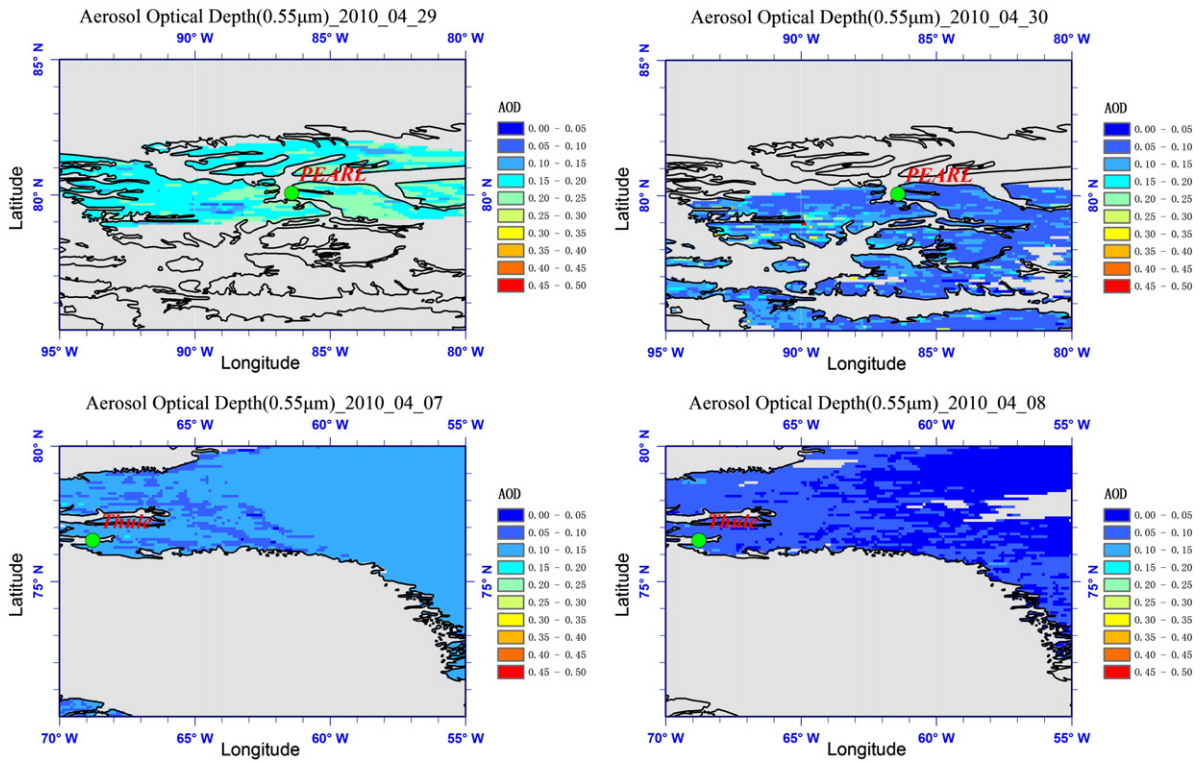 Aerosol Optical Depth(0.55μm)_2010_04_29
90° W 85° W 80° W
85° N
80° N
Latitude
PEARL
80° N
95° W 90° W 85° W 80° W
Longitude
AOD
0.00 - 0.05
0.05 - 0.10
0.10 - 0.15
0.15 - 0.20
0.20 - 0.25
0.25 - 0.30
0.30 - 0.35
0.35 - 0.40
0.40 - 0.45
0.45 - 0.50
Aerosol Optical Depth(0.55μm)_2010_04_30
90° W 85° W 80° W
85° N
80° N
Latitude
PEARL
80° N
95° W 90° W 85° W 80° W
Longitude
AOD
0.00 - 0.05
0.05 - 0.10
0.10 - 0.15
0.15 - 0.20
0.20 - 0.25
0.25 - 0.30
0.30 - 0.35
0.35 - 0.40
0.40 - 0.45
0.45 - 0.50
Aerosol Optical Depth(0.55μm)_2010_04_07
65° W 60° W 55° W
80° N
75° N
Latitude
Thule
75° N
70° W 65° W 60° W 55° W
Longitude
AOD
0.00 - 0.05
0.05 - 0.10
0.10 - 0.15
0.15 - 0.20
0.20 - 0.25
0.25 - 0.30
0.30 - 0.35
0.35 - 0.40
0.40 - 0.45
0.45 - 0.50
Aerosol Optical Depth(0.55μm)_2010_04_08
65° W 60° W 55° W
80° N
75° N
Latitude
Thule
75° N
70° W 65° W 60° W 55° W
Longitude
AOD
0.00 - 0.05
0.05 - 0.10
0.10 - 0.15
0.15 - 0.20
0.20 - 0.25
0.25 - 0.30
0.30 - 0.35
0.35 - 0.40
0.40 - 0.45
0.45 - 0.50